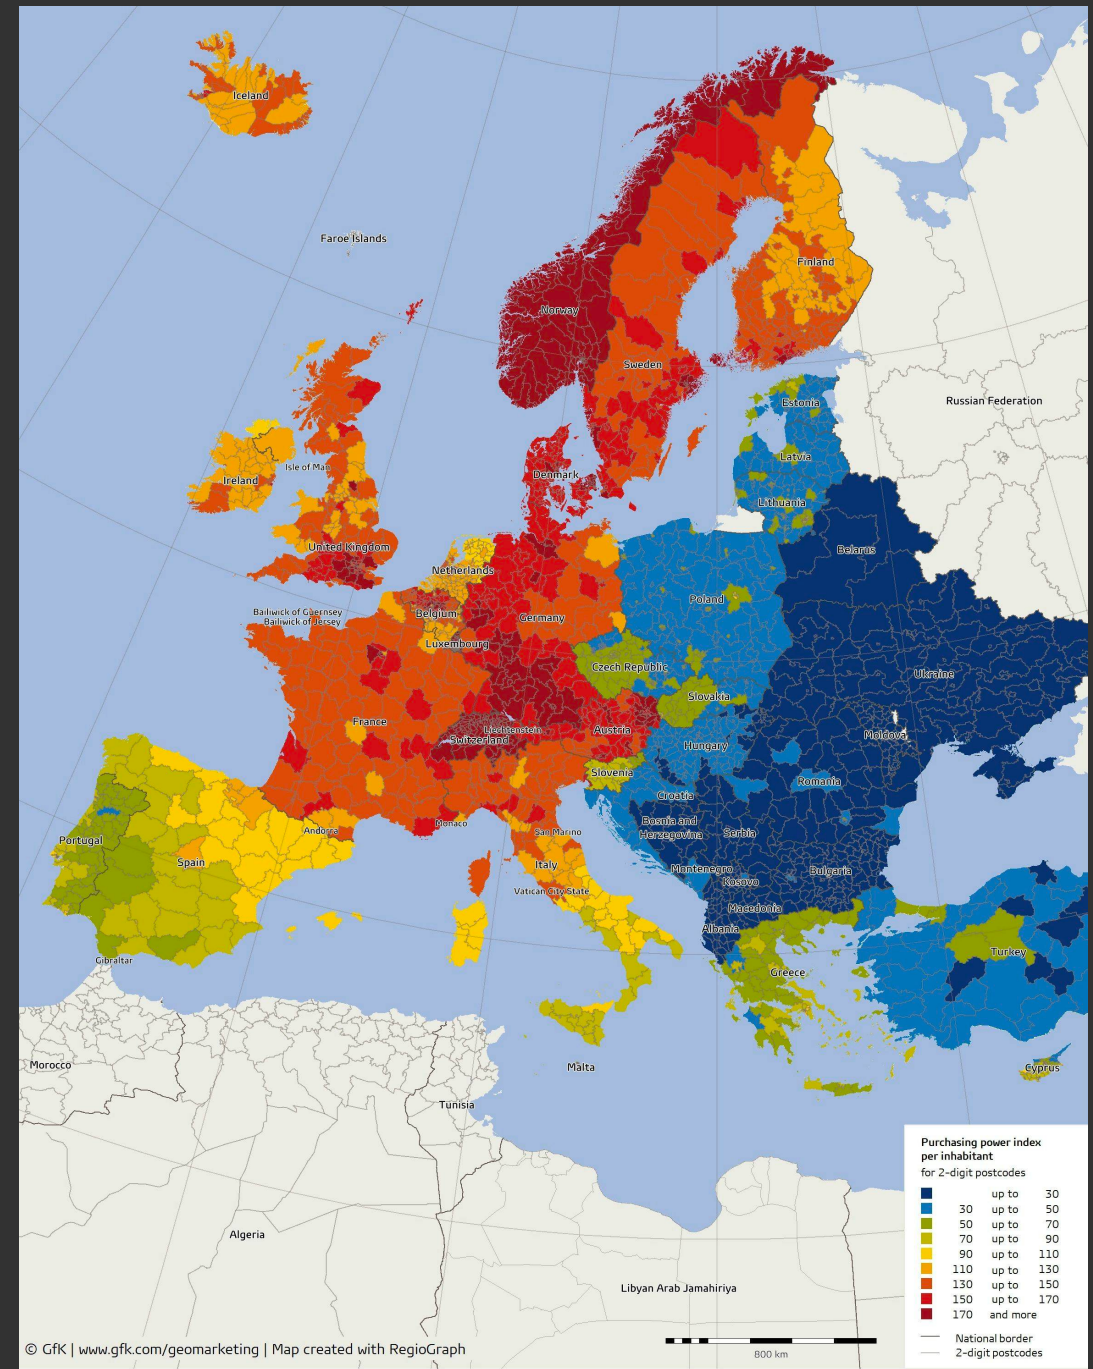 Iceland
Faroe Islands
Finland
Norway
Sweden
Russian Federation
Estonia
Latvia
Lithuania
Isle of Man
Ireland
Denmark
United Kingdom
Belarus
Netherlands
Poland
Bailiwick of Guernsey
Bailiwick of Jersey
Belgium
Germany
Luxembourg
Czech Republic
Ukraine
Slovakia
France
Liechtenstein
Austria
Switzerland
Moldova
Hungary
Slovenia
Romania
Croatia
Monaco
Andorra
San Marino
Bosnia and
Herzegovina
Serbia
Portugal
Spain
Italy
Montenegro
Bulgaria
Kosovo
Vatican City State
Macedonia
Albania
Turkey
Gibraltar
Greece
Morocco
Malta
Cyprus
Tunisia
Algeria
Libyan Arab Jamahiriya
Purchasing power index
per inhabitant
for 2-digit postcodes
up to 30
30 up to 50
50 up to 70
70 up to 90
90 up to 110
110 up to 130
130 up to 150
150 up to 170
170 and more
National border
2-digit postcodes
© GfK | www.gfk.com/geomarketing | Map created with RegioGraph
800 km